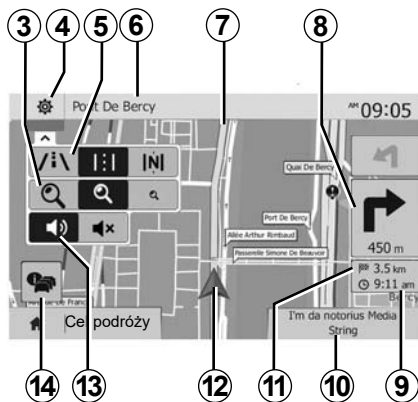 3
4
5
6
7
8
Pont De Bercy
AM 09:05
N
Quai De Bercy
Port De Bercy
Allée Arthur Rimbaud
Passerelle Simone De Beauvoir
450 m
3.5 km
9:11 am
Bercy
Cel podróży
I'm da notorius Media
String
14
13
12
11
10
9